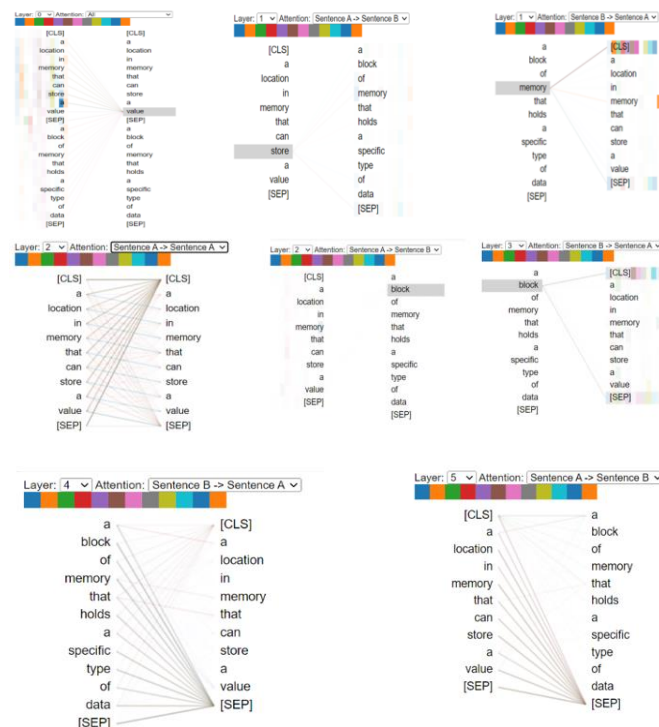 Layer: 0 Attention: All
[CLS] [CLS]
a a
location location
in in
memory memory
that that
can can
store store
a a
value value
[SEP] [SEP]
a a
block block
of of
memory memory
that that
holds holds
a a
specific specific
type type
of of
data data
[SEP] [SEP]
Layer: 1 Attention: Sentence A -> Sentence B
[CLS] a
a block
location of
in memory
memory that
that holds
can a
store specific
a type
value of
[SEP] data
[SEP]
Layer: 1 Attention: Sentence B -> Sentence A
a [CLS]
block a
of location
memory in
that memory
holds that
a can
specific store
type a
of value
data [SEP]
[SEP]
Layer: 2 Attention: Sentence A -> Sentence A
[CLS] [CLS]
a a
location location
in in
memory memory
that that
can can
store store
a a
value value
[SEP] [SEP]
Layer: 2 Attention: Sentence A -> Sentence B
[CLS] a
a block
location of
in memory
memory that
that holds
can a
store specific
a type
value of
[SEP] data
[SEP]
Layer: 3 Attention: Sentence B -> Sentence A
a [CLS]
block a
of location
memory in
that memory
holds that
a can
specific store
type a
of value
data [SEP]
[SEP]
Layer: 4 Attention: Sentence B -> Sentence A
a [CLS]
block a
of location
memory in
that memory
holds that
a can
specific store
type a
of value
data [SEP]
[SEP]
Layer: 5 Attention: Sentence A -> Sentence B
[CLS] a
a block
location of
in memory
memory that
that holds
can a
store specific
a type
value of
[SEP] data
[SEP]